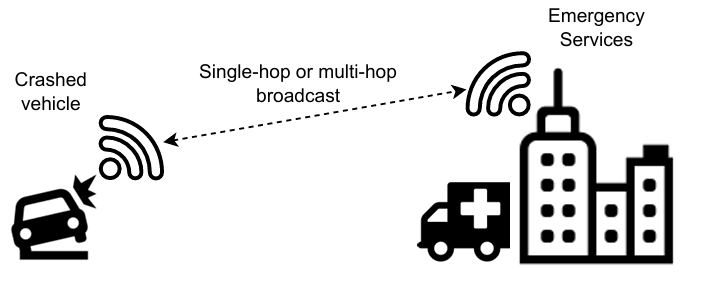 Emergency
Services
Single-hop or multi-hop
broadcast
Crashed
vehicle